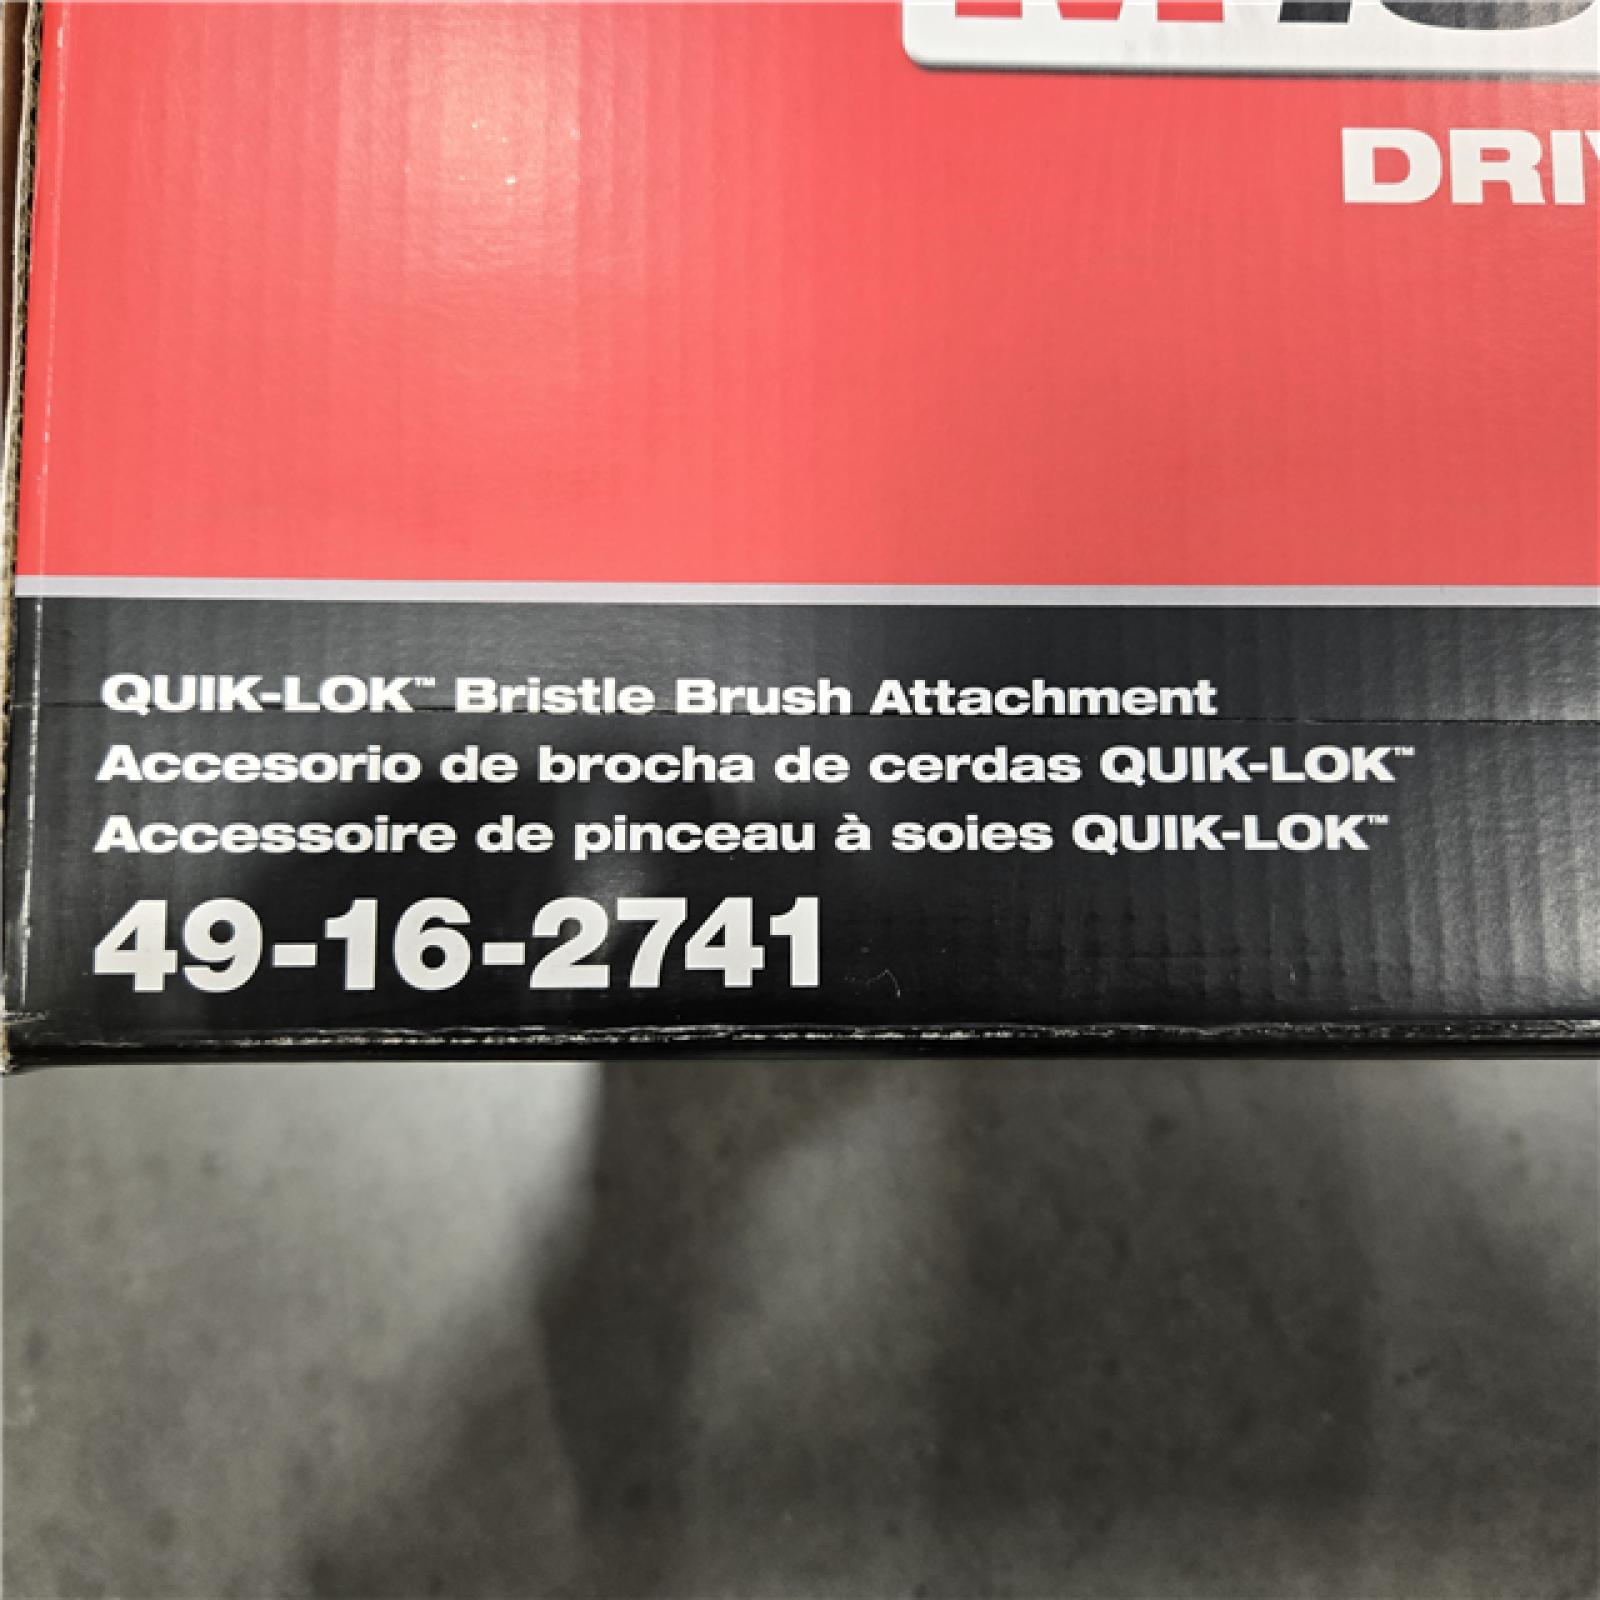 QUIK-LOK™ Bristle Brush Attachment
Accesorio de brocha de cerdas QUIK-LOK™
Accessoire de pinceau à soies QUIK-LOK™
49-16-2741